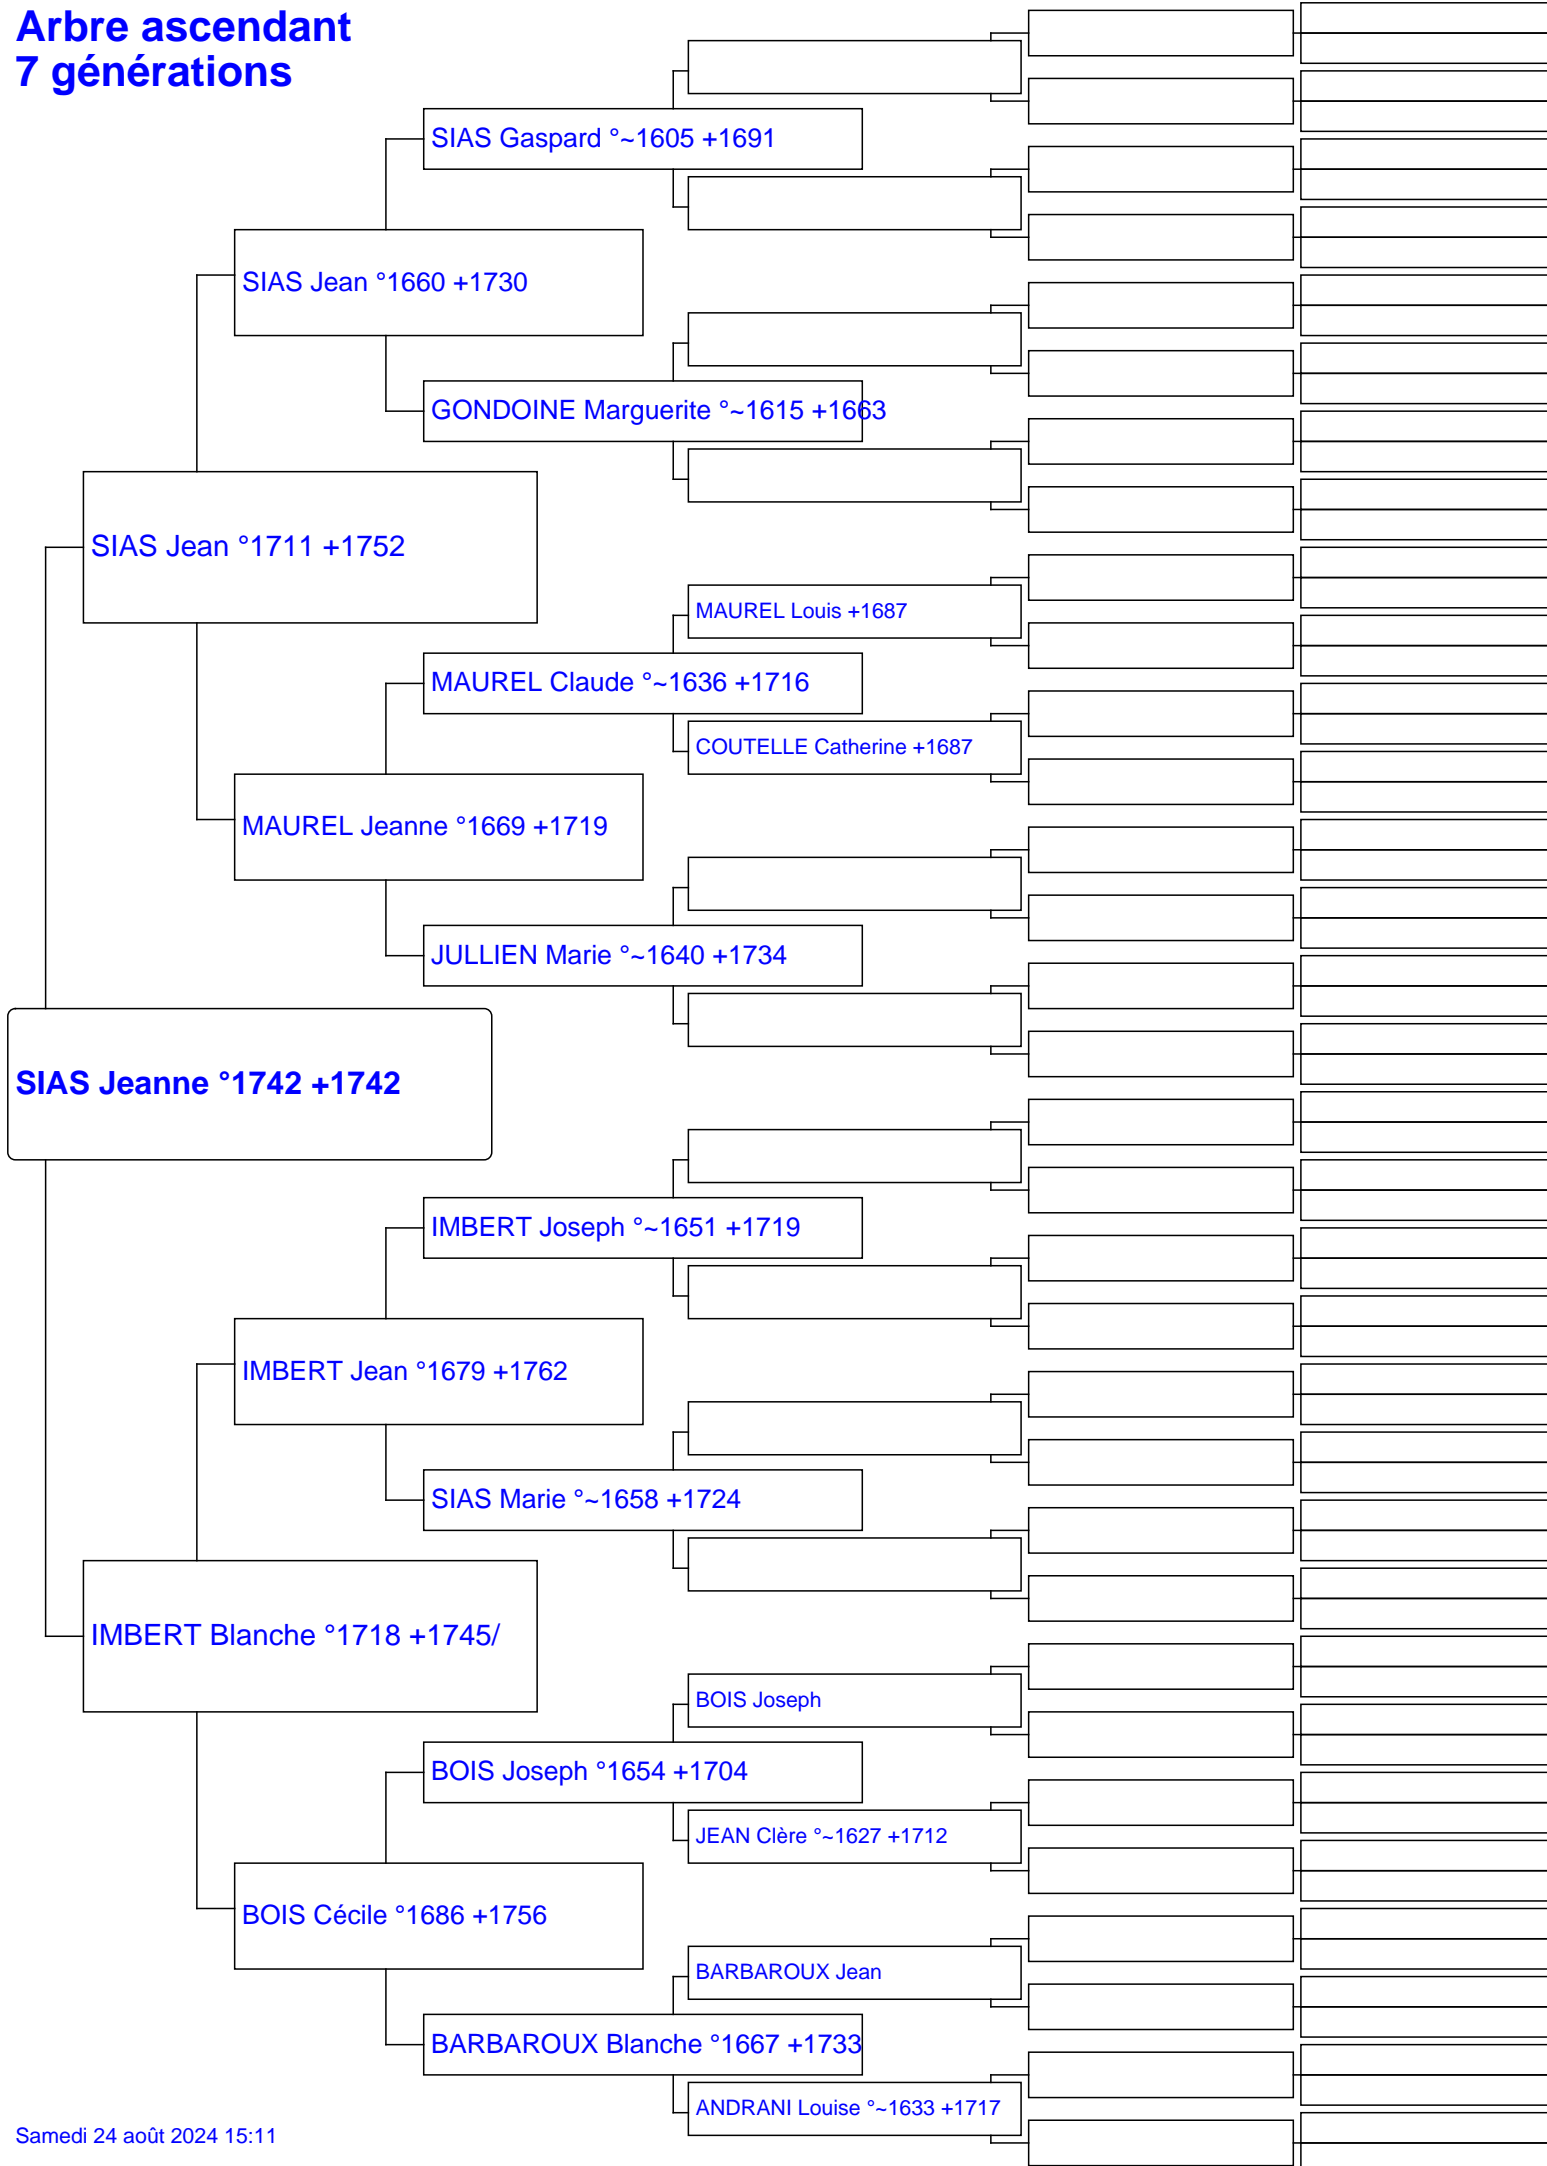 Arbre ascendant
7 générations
SIAS Gaspard °~1605 +1691
SIAS Jean °1660 +1730
GONDOINE Marguerite °~1615 +1663
SIAS Jean °1711 +1752
MAUREL Louis +1687
MAUREL Claude °~1636 +1716
COUTELLE Catherine +1687
MAUREL Jeanne °1669 +1719
JULLIEN Marie °~1640 +1734
SIAS Jeanne °1742 +1742
IMBERT Joseph °~1651 +1719
IMBERT Jean °1679 +1762
SIAS Marie °~1658 +1724
IMBERT Blanche °1718 +1745/
BOIS Joseph
BOIS Joseph °1654 +1704
JEAN Clère °~1627 +1712
BOIS Cécile °1686 +1756
BARBAROUX Jean
BARBAROUX Blanche °1667 +1733
ANDRANI Louise °~1633 +1717
Samedi 24 août 2024 15:11